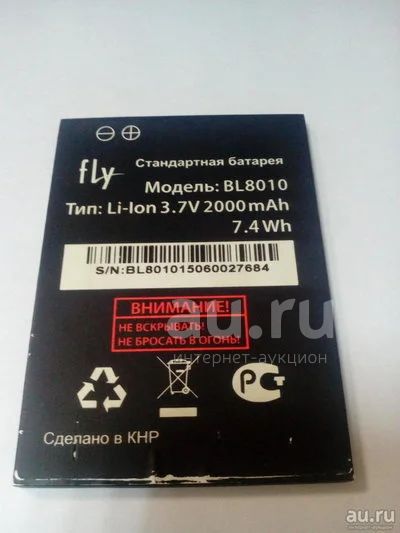 fly
Стандартная батарея
Модель: BL8010
Тип: Li-Ion 3.7V 2000mAh
7.4Wh
S/N:BL801015060027684
ВНИМАНИЕ!
НЕ ВСКРЫВАТЬ!
НЕ БРОСАТЬ В ОГОНЬ!
au.ru
интернет-аукцион
РСТ
Сделано в КНР
au.ru